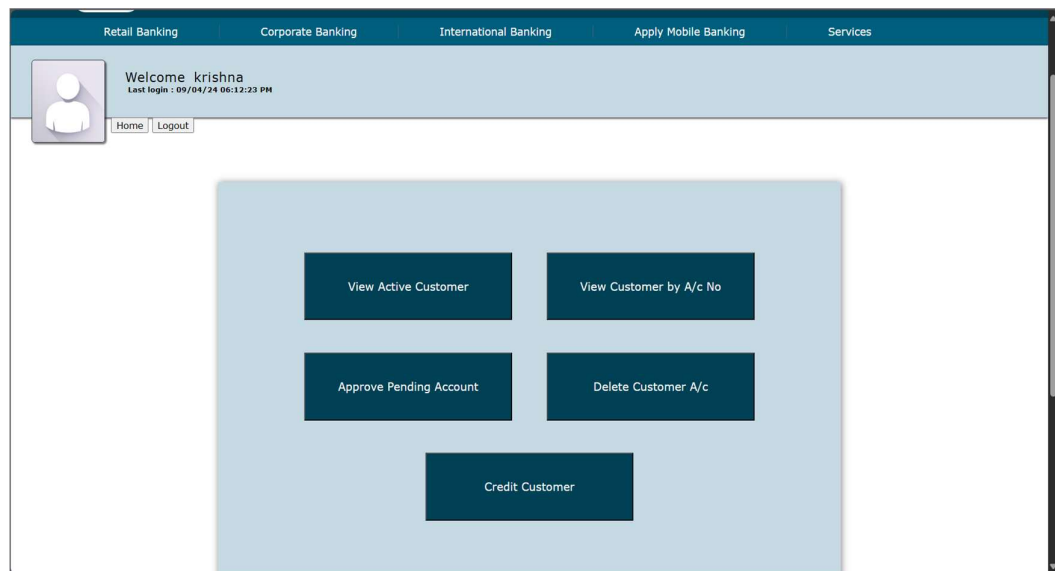 Retail Banking Corporate Banking International Banking Apply Mobile Banking Services
Welcome krishna
Last login : 09/04/24 06:12:23 PM
Home Logout
View Active Customer View Customer by A/c No
Approve Pending Account Delete Customer A/c
Credit Customer